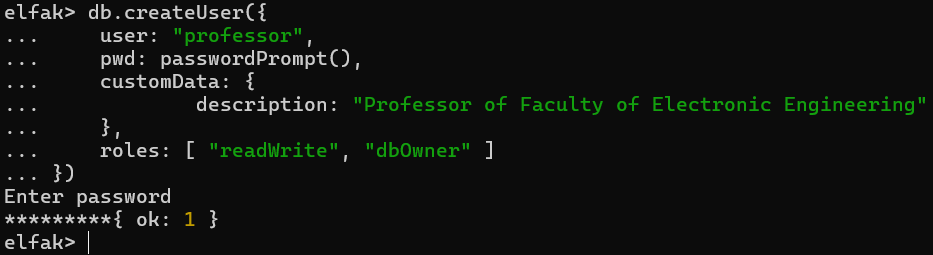 elfak> db.createUser({
...     user: "professor",
...     pwd: passwordPrompt(),
...     customData: {
...             description: "Professor of Faculty of Electronic Engineering"
...     },
...     roles: [ "readWrite", "dbOwner" ]
... })
Enter password
*********{ ok: 1 }
elfak>